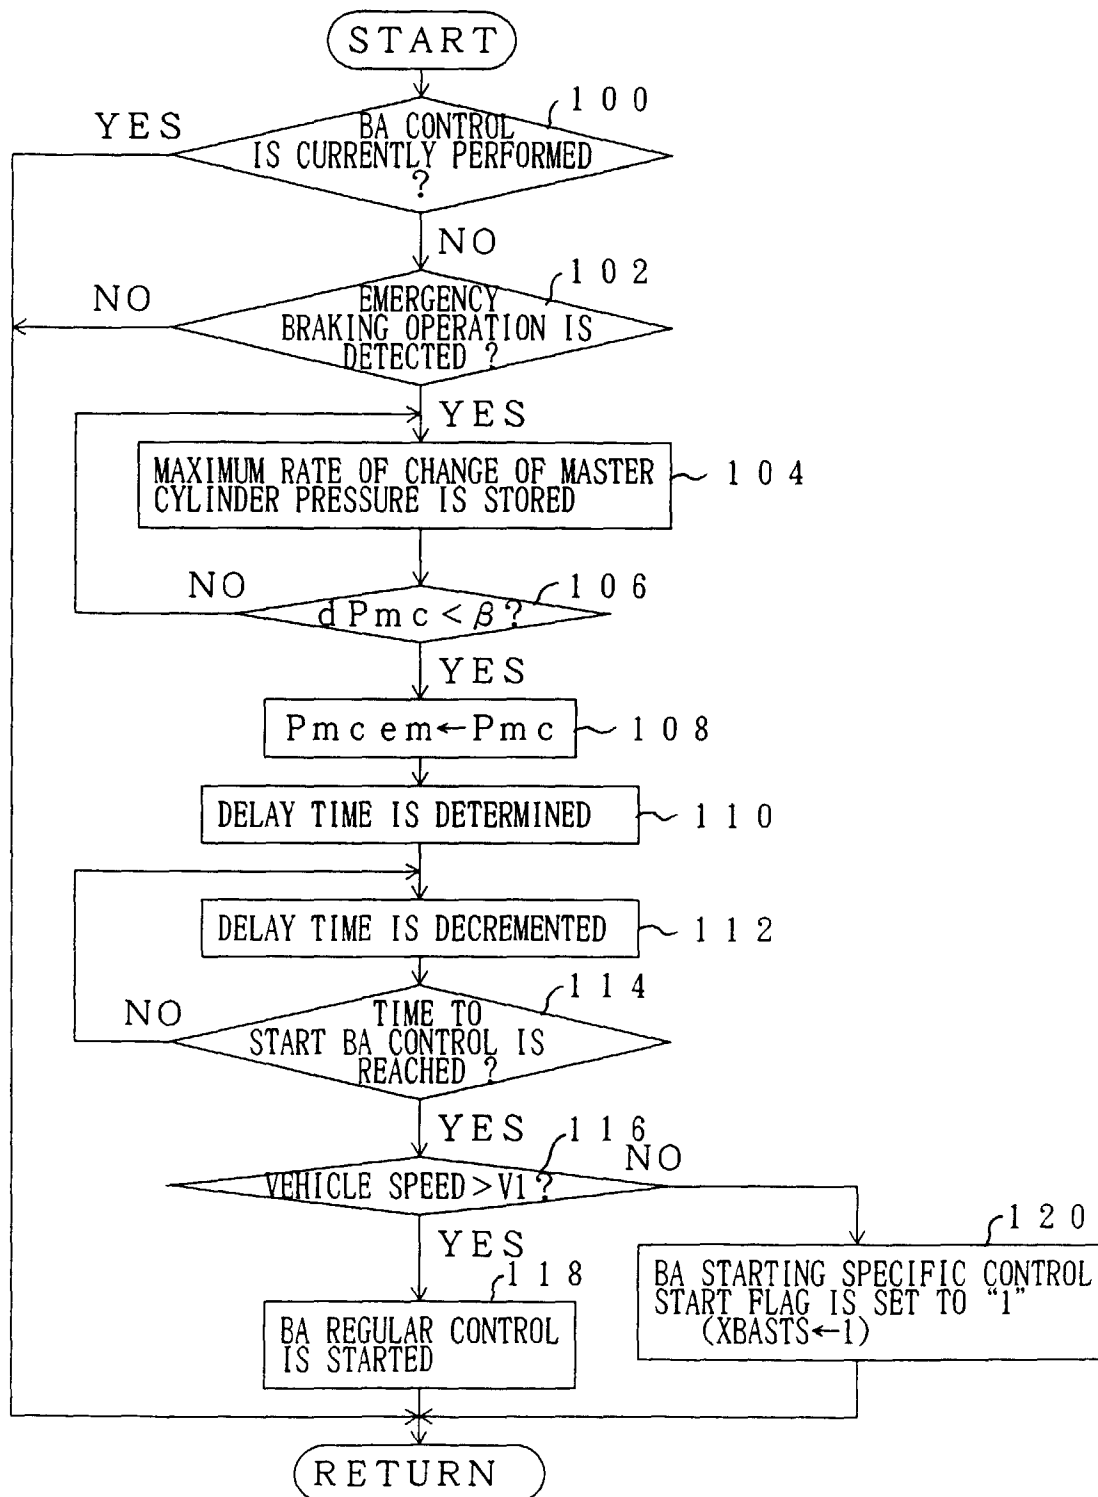 START
100
YES
BA CONTROL
IS CURRENTLY PERFORMED
?
NO
102
NO
EMERGENCY
BRAKING OPERATION IS
DETECTED ?
YES
MAXIMUM RATE OF CHANGE OF MASTER
CYLINDER PRESSURE IS STORED
104
NO
106
dPmc<β?
YES
Pmcem←Pmc
108
DELAY TIME IS DETERMINED
110
DELAY TIME IS DECREMENTED
112
114
NO
TIME TO
START BA CONTROL IS
REACHED ?
YES
116
NO
VEHICLE SPEED>V1?
YES
118
120
BA REGULAR CONTROL
IS STARTED
BA STARTING SPECIFIC CONTROL
START FLAG IS SET TO “1”
(XBASTS←1)
RETURN